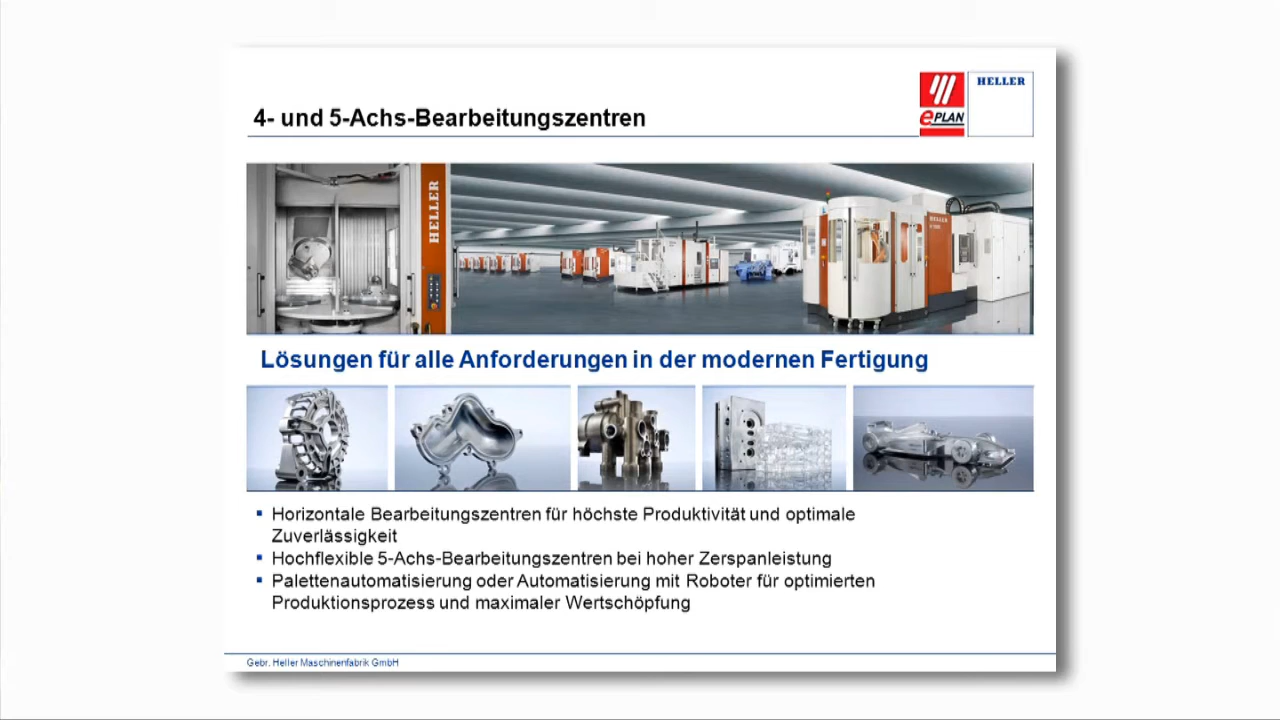 4- und 5-Achs-Bearbeitungszentren
ePLAN
HELLER
HELLER
HELLER
Lösungen für alle Anforderungen in der modernen Fertigung
Horizontale Bearbeitungszentren für höchste Produktivität und optimale
Zuverlässigkeit
Hochflexible 5-Achs-Bearbeitungszentren bei hoher Zerspanleistung
Palettenautomatisierung oder Automatisierung mit Roboter für optimierten
Produktionsprozess und maximaler Wertschöpfung
Gebr. Heller Maschinenfabrik GmbH